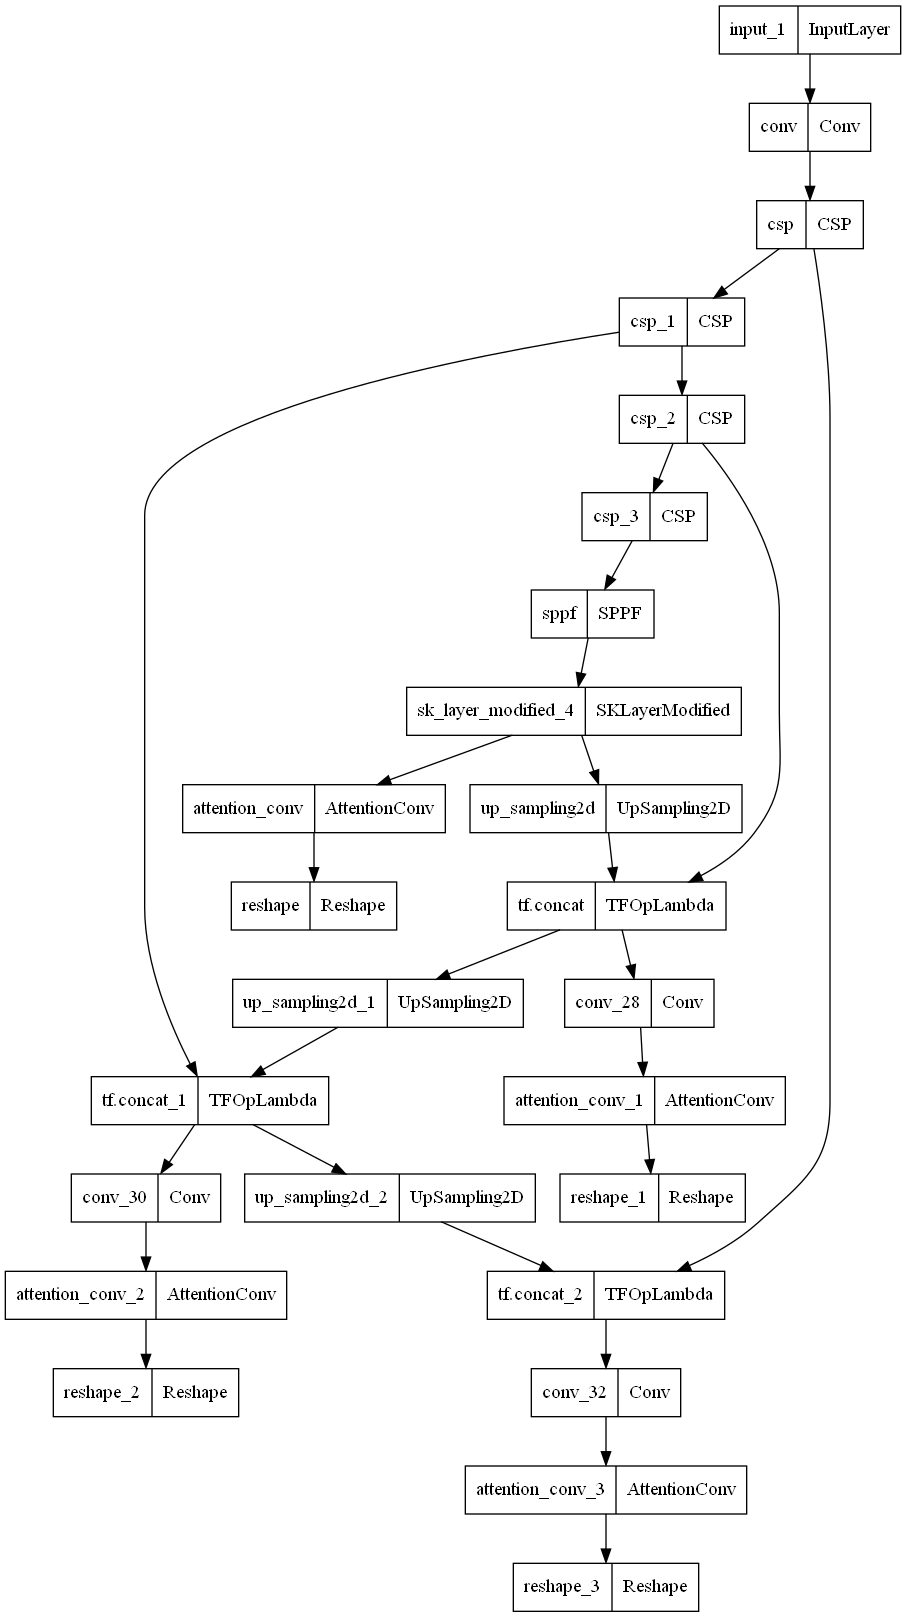 input_1 InputLayer
conv Conv
csp CSP
csp_1 CSP
csp_2 CSP
csp_3 CSP
sppf SPPF
sk_layer_modified_4 SKLayerModified
attention_conv AttentionConv up_sampling2d UpSampling2D
reshape Reshape tf.concat TFOpLambda
up_sampling2d_1 UpSampling2D conv_28 Conv
tf.concat_1 TFOpLambda attention_conv_1 AttentionConv
conv_30 Conv up_sampling2d_2 UpSampling2D reshape_1 Reshape
attention_conv_2 AttentionConv tf.concat_2 TFOpLambda
reshape_2 Reshape conv_32 Conv
attention_conv_3 AttentionConv
reshape_3 Reshape